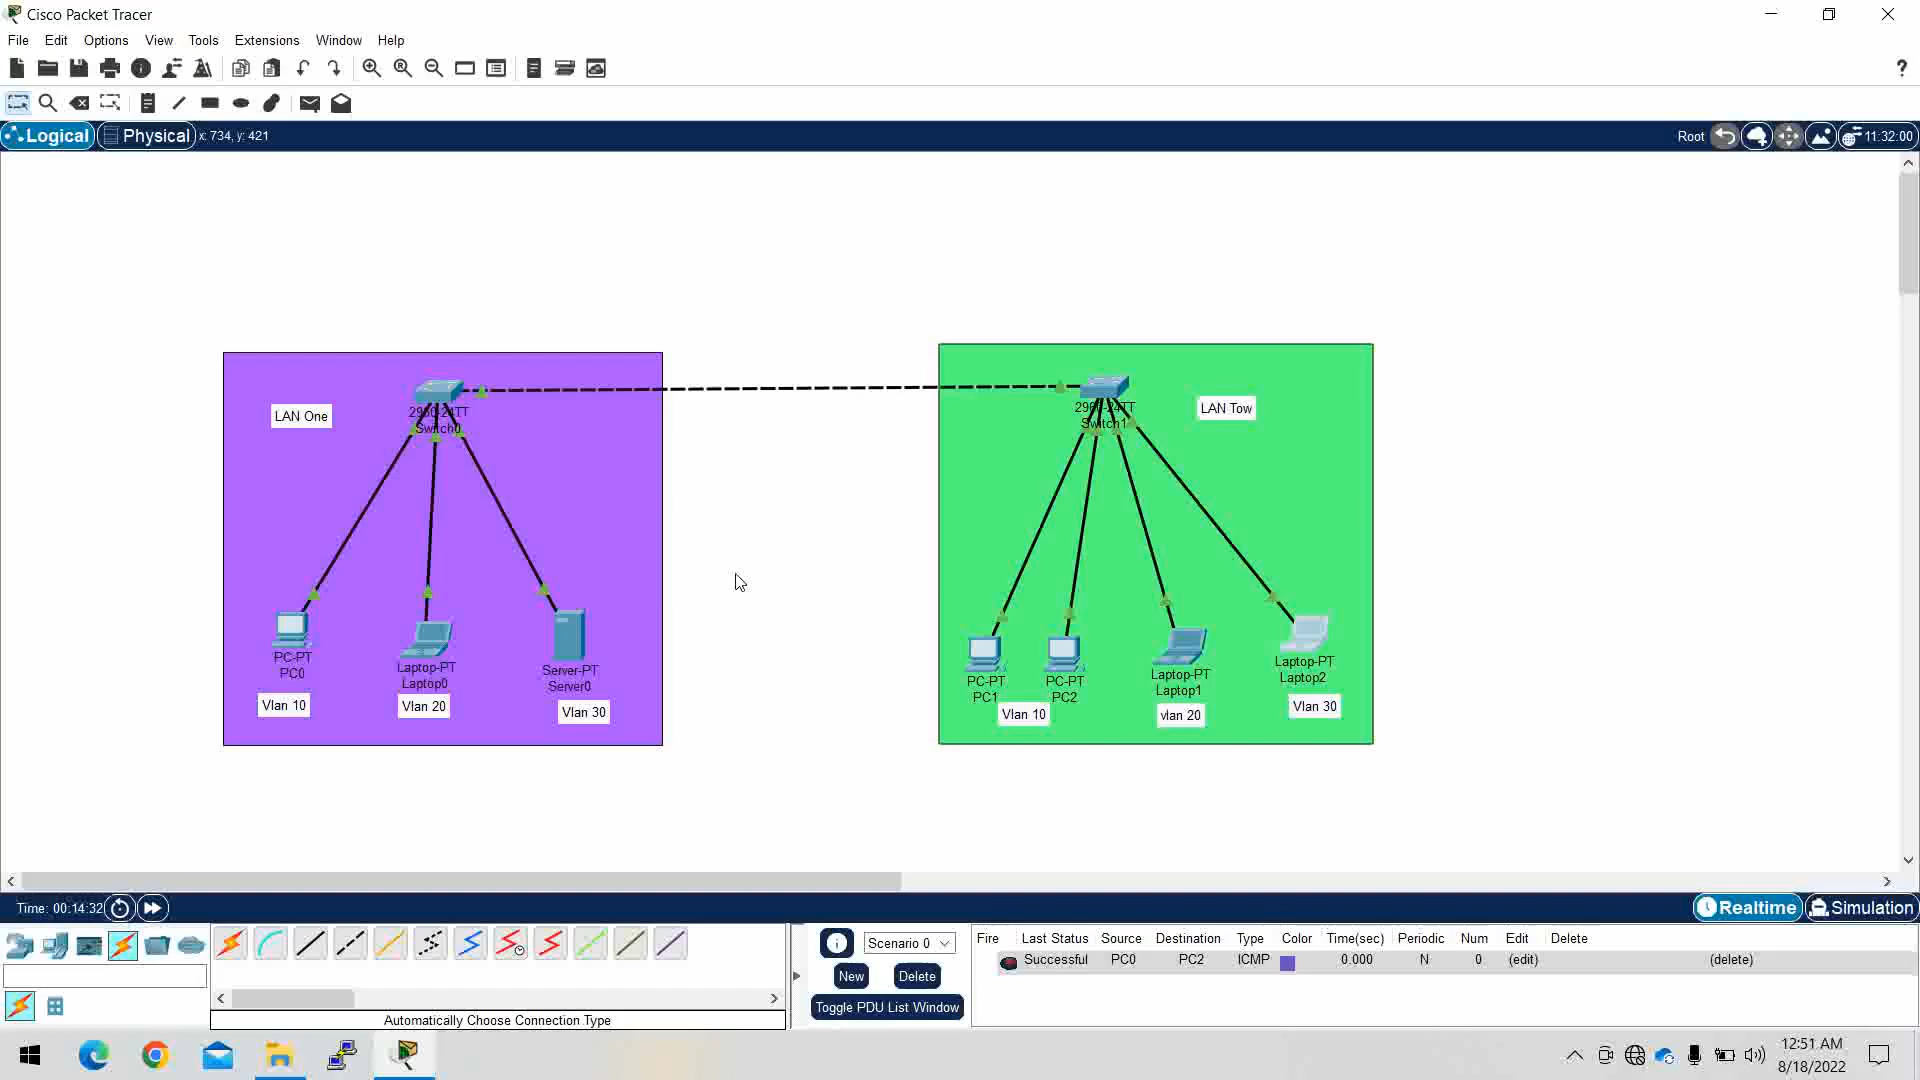 Cisco Packet Tracer
File Edit Options View Tools Extensions Window Help
?
Logical Physical x: 734, y: 421 Root 11:32:00
LAN One
2960-24TT
Switch0
PC-PT
PC0
Vlan 10
Laptop-PT
Laptop0
Vlan 20
Server-PT
Server0
Vlan 30
2960-24TT
Switch1
LAN Tow
PC-PT
PC1
PC-PT
PC2
Vlan 10
Laptop-PT
Laptop1
vlan 20
Laptop-PT
Laptop2
Vlan 30
Time: 00:14:32 Realtime Simulation
Automatically Choose Connection Type
Scenario 0
New Delete
Toggle PDU List Window
Fire Last Status Source Destination Type Color Time(sec) Periodic Num Edit Delete
Successful PC0 PC2 ICMP 0.000 N 0 (edit) (delete)
12:51 AM
8/18/2022